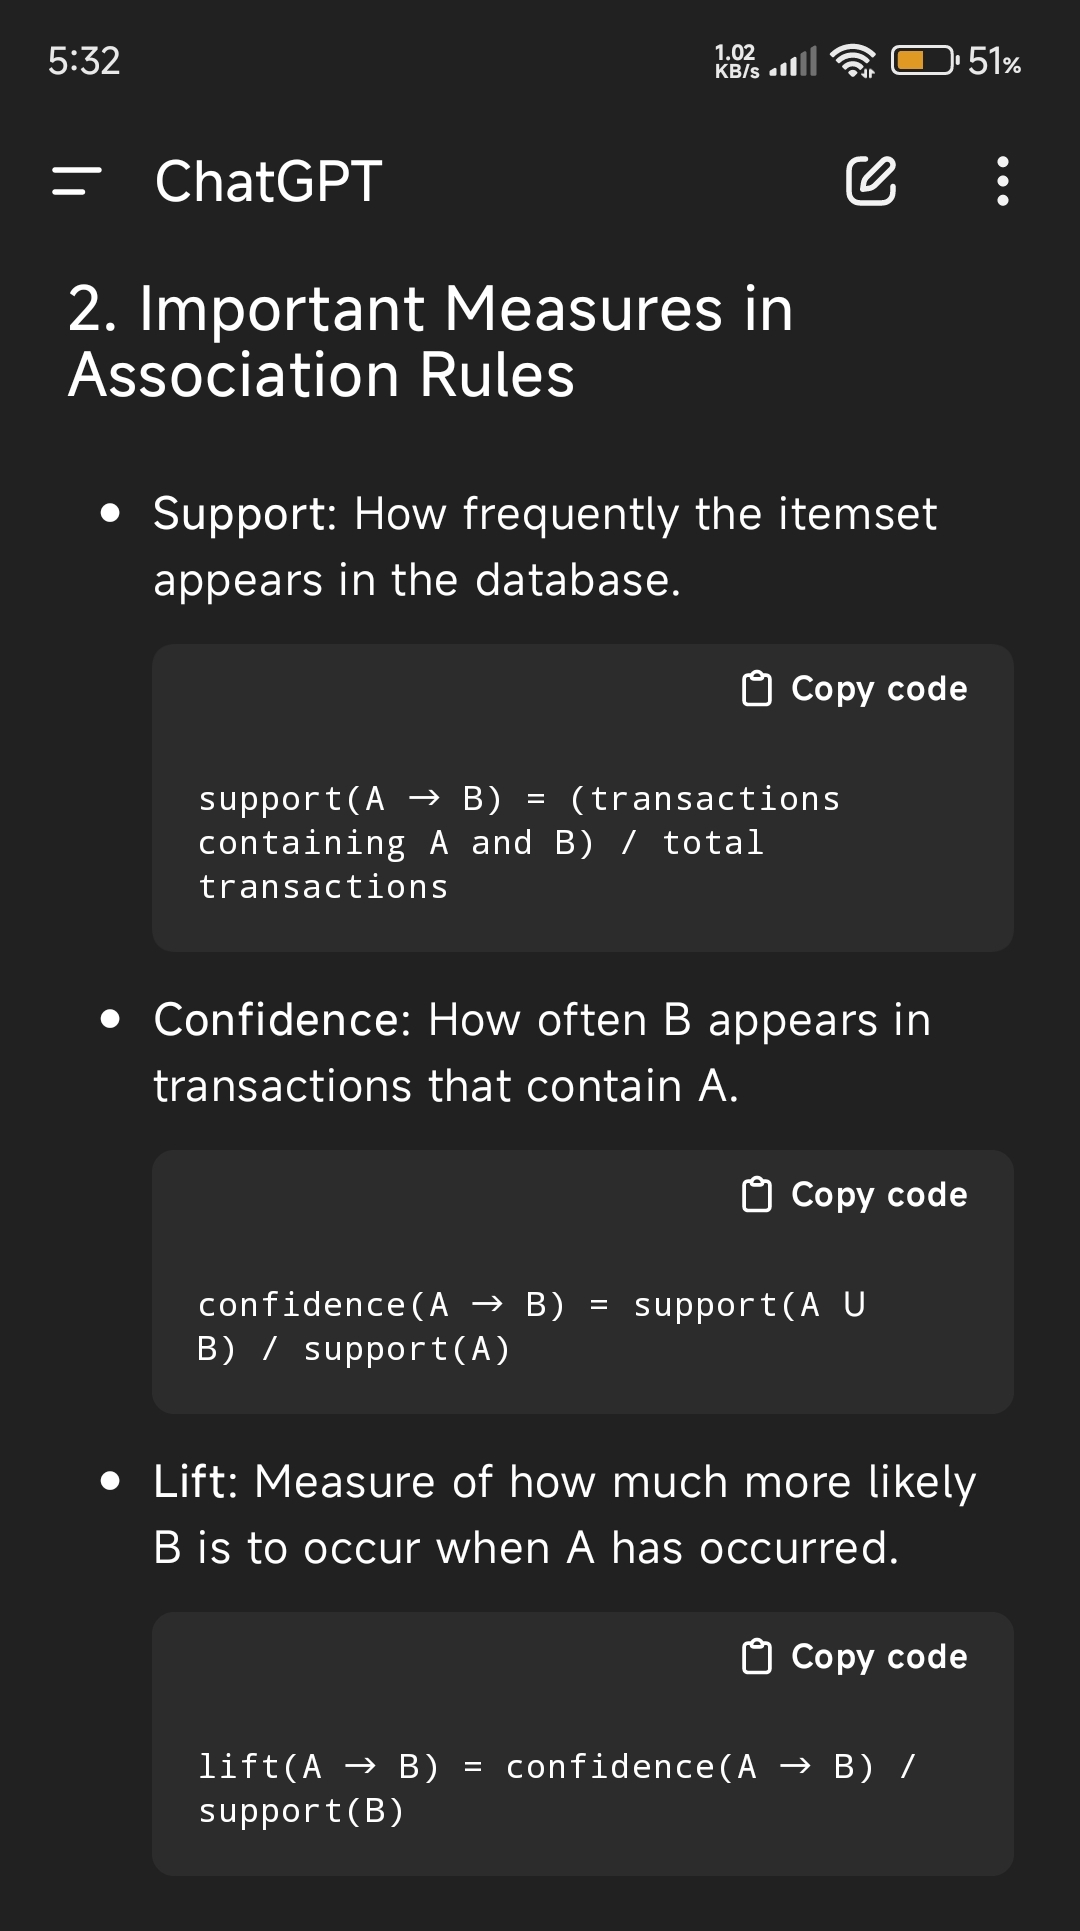 5:32
1.02
KB/s
51%
ChatGPT
2. Important Measures in
Association Rules
• Support: How frequently the itemset
appears in the database.
Copy code
support(A → B) = (transactions
containing A and B) / total
transactions
• Confidence: How often B appears in
transactions that contain A.
Copy code
confidence(A → B) = support(A ∪
B) / support(A)
• Lift: Measure of how much more likely
B is to occur when A has occurred.
Copy code
lift(A → B) = confidence(A → B) /
support(B)